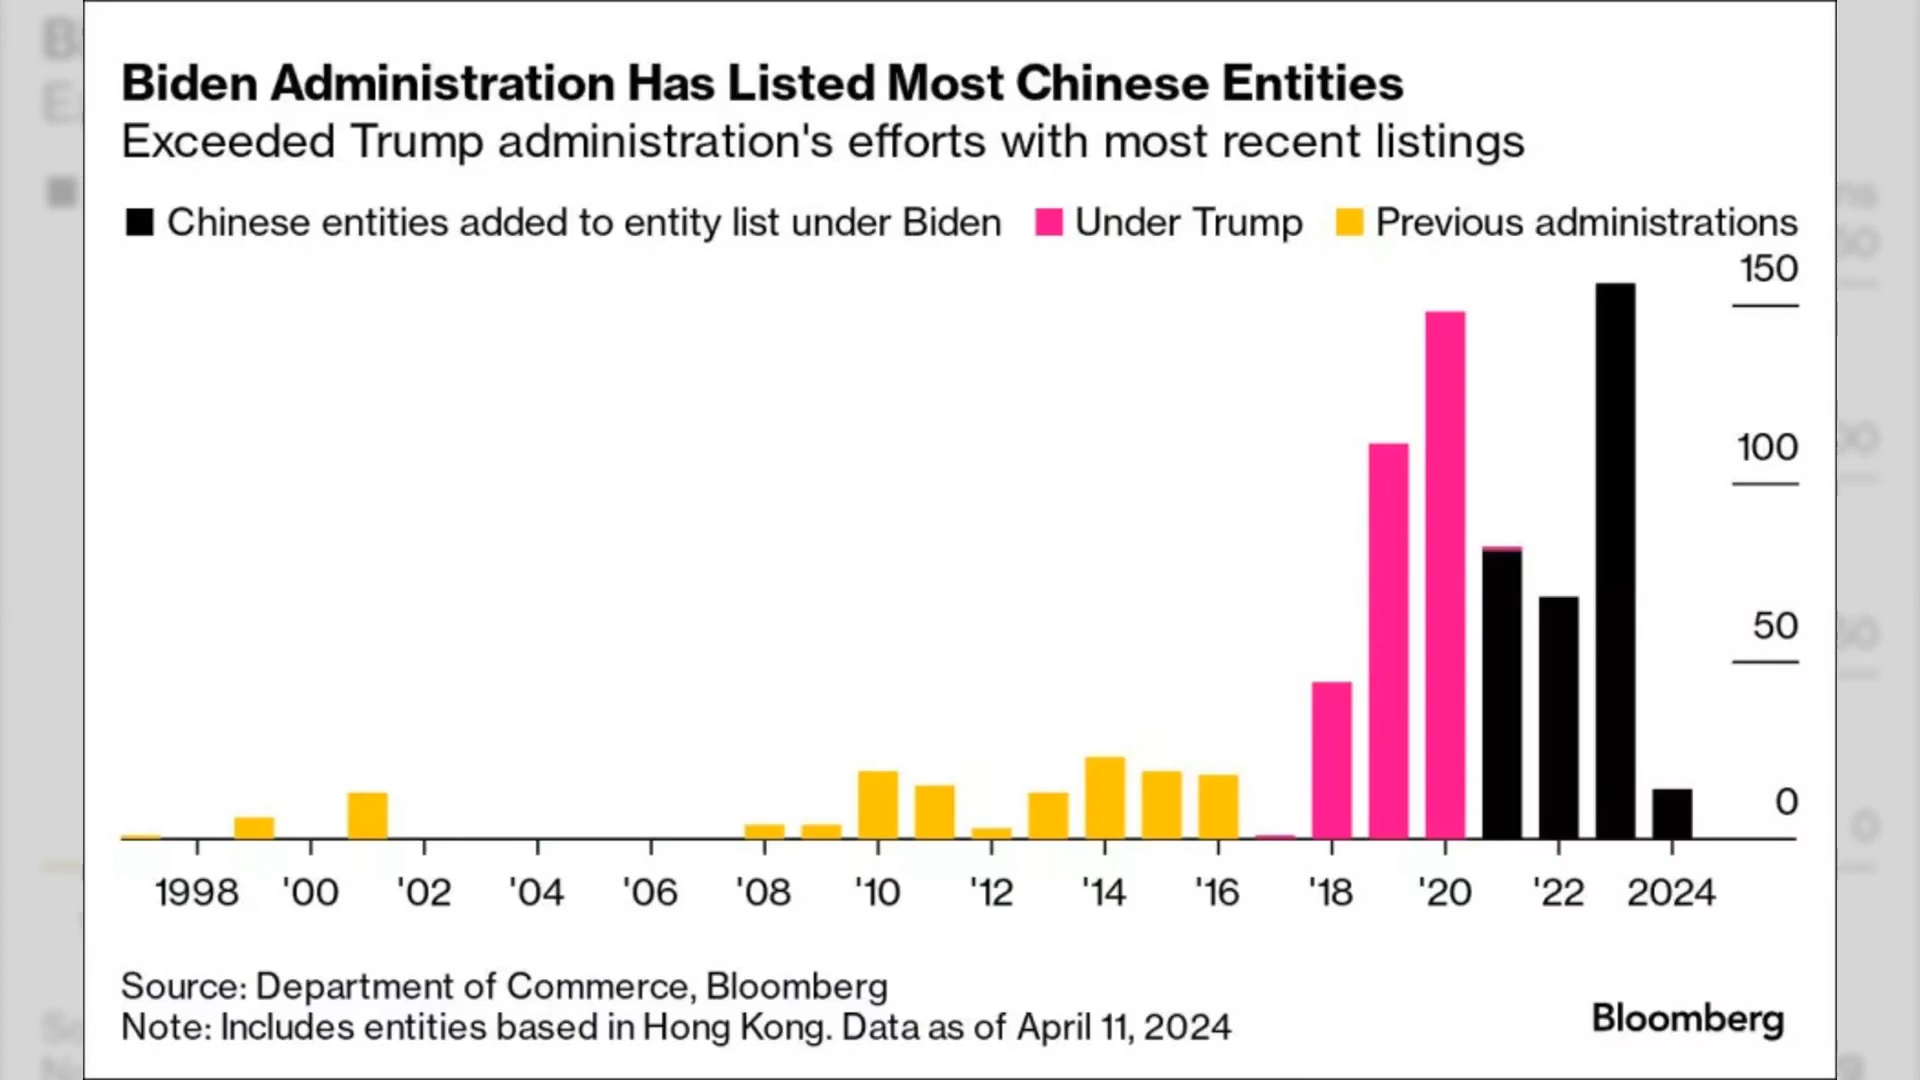 Biden Administration Has Listed Most Chinese Entities
Exceeded Trump administration's efforts with most recent listings
Chinese entities added to entity list under Biden Under Trump Previous administrations
150
100
50
0
1998 '00 '02 '04 '06 '08 '10 '12 '14 '16 '18 '20 '22 2024
Source: Department of Commerce, Bloomberg
Note: Includes entities based in Hong Kong. Data as of April 11, 2024
Bloomberg